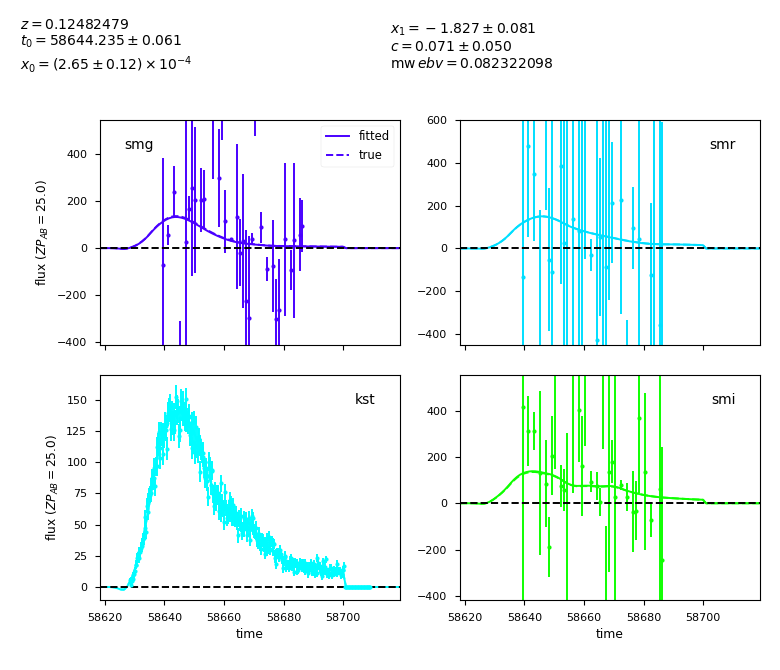 z = 0.12482479
t₀ = 58644.235 ± 0.061
x₀ = (2.65 ± 0.12) × 10⁻⁴
x₁ = −1.827 ± 0.081
c = 0.071 ± 0.050
mwebv = 0.082322098
400
200
0
−200
−400
flux (ZP_AB = 25.0)
smg
fitted
true
600
400
200
0
−200
−400
smr
150
125
100
75
50
25
0
flux (ZP_AB = 25.0)
kst
58620 58640 58660 58680 58700
time
400
200
0
−200
−400
smi
58620 58640 58660 58680 58700
time